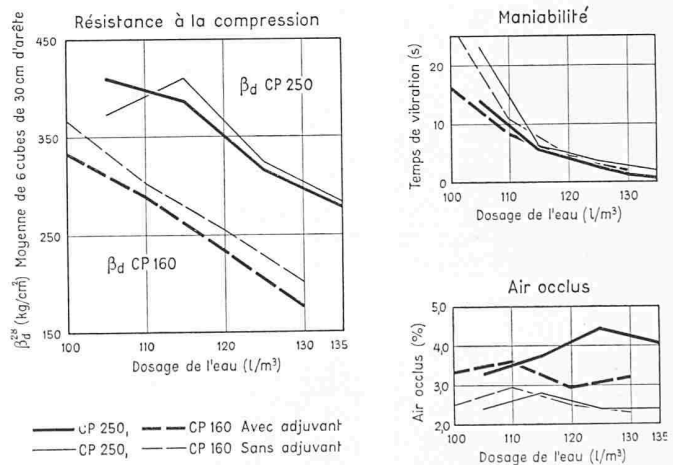 Résistance à la compression
450
350
250
150
β_d CP 250
β_d CP 160
β_d^28 (kg/cm²) Moyenne de 6 cubes de 30 cm d'arête
100 110 120 130 135
Dosage de l'eau (l/m³)
Maniabilité
20
10
0
Temps de vibration (s)
100 110 120 130
Dosage de l'eau (l/m³)
Air occlus
5,0
4,0
3,0
2,0
Air occlus (%)
100 110 120 130 135
Dosage de l'eau (l/m³)
CP 250, CP 160 Avec adjuvant
CP 250, CP 160 Sans adjuvant